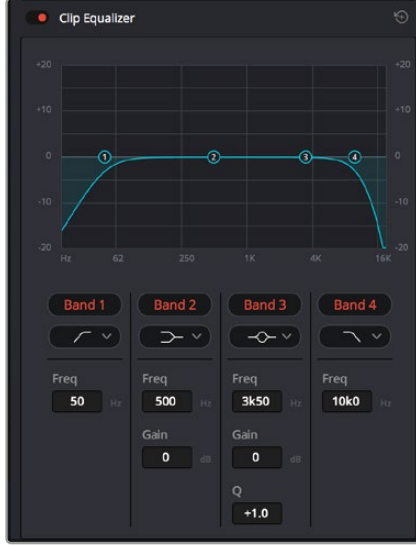 Clip Equalizer
+20 +20
+10 +10
0 0
-10 -10
-20 -20
1 2 3 4
Hz 62 250 1K 4K 16K
Band 1 Band 2 Band 3 Band 4
Freq Freq Freq Freq
50 Hz 500 Hz 3k50 Hz 10k0 Hz
Gain Gain
0 dB 0 dB
Q
+1.0